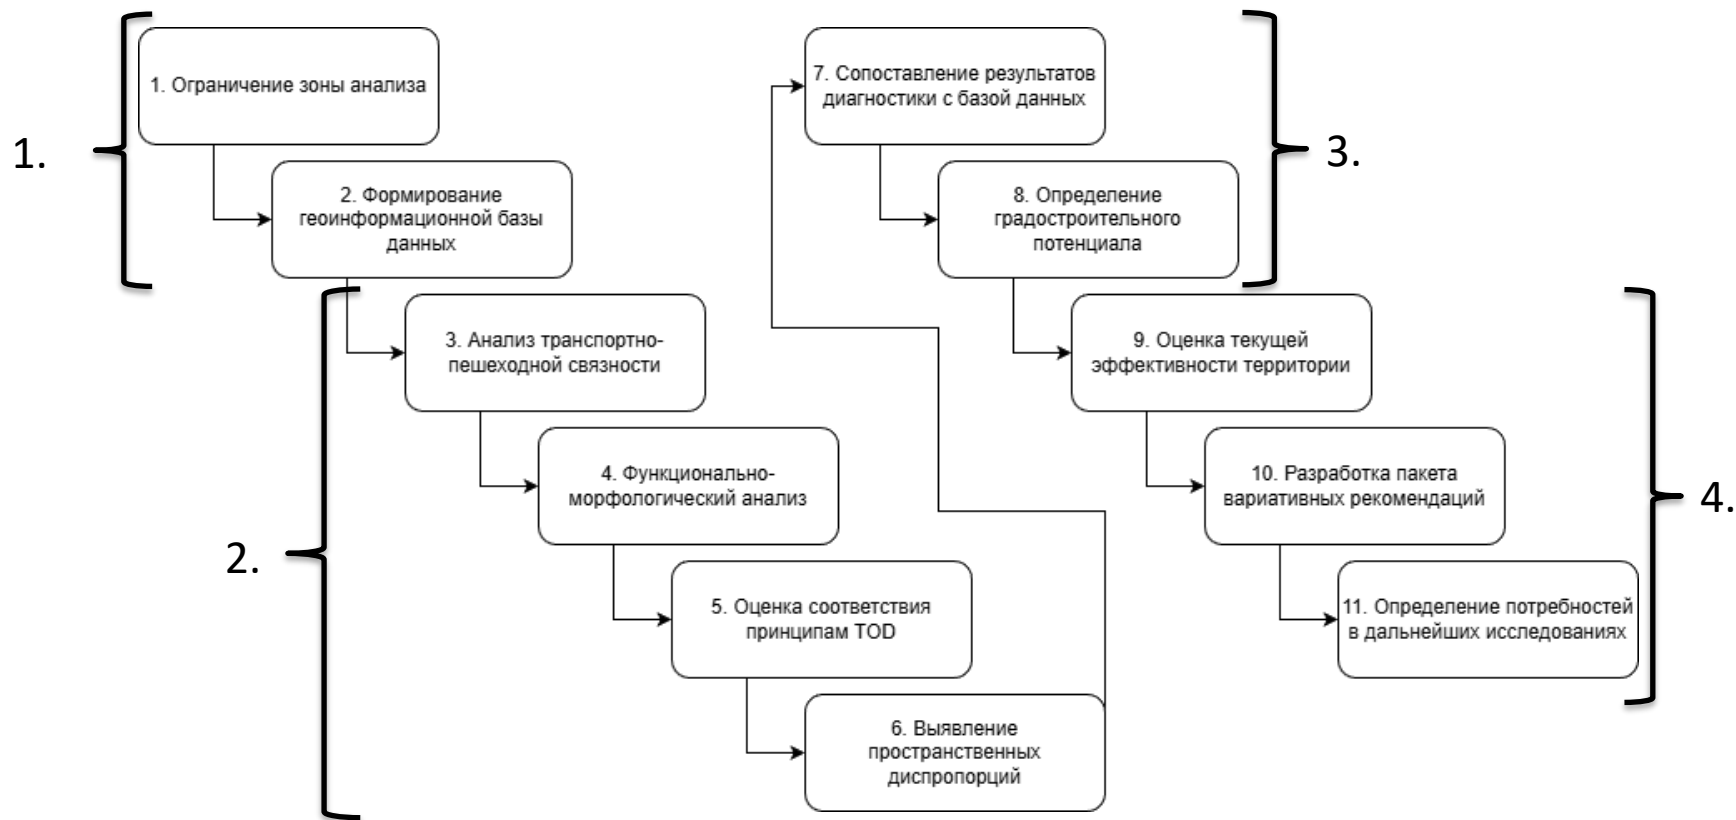 1.
1. Ограничение зоны анализа
2. Формирование
геоинформационной базы
данных
2.
3. Анализ транспортно-
пешеходной связности
4. Функционально-
морфологический анализ
5. Оценка соответствия
принципам TOD
6. Выявление
пространственных
диспропорций
3.
7. Сопоставление результатов
диагностики с базой данных
8. Определение
градостроительного
потенциала
4.
9. Оценка текущей
эффективности территории
10. Разработка пакета
вариативных рекомендаций
11. Определение потребностей
в дальнейших исследованиях